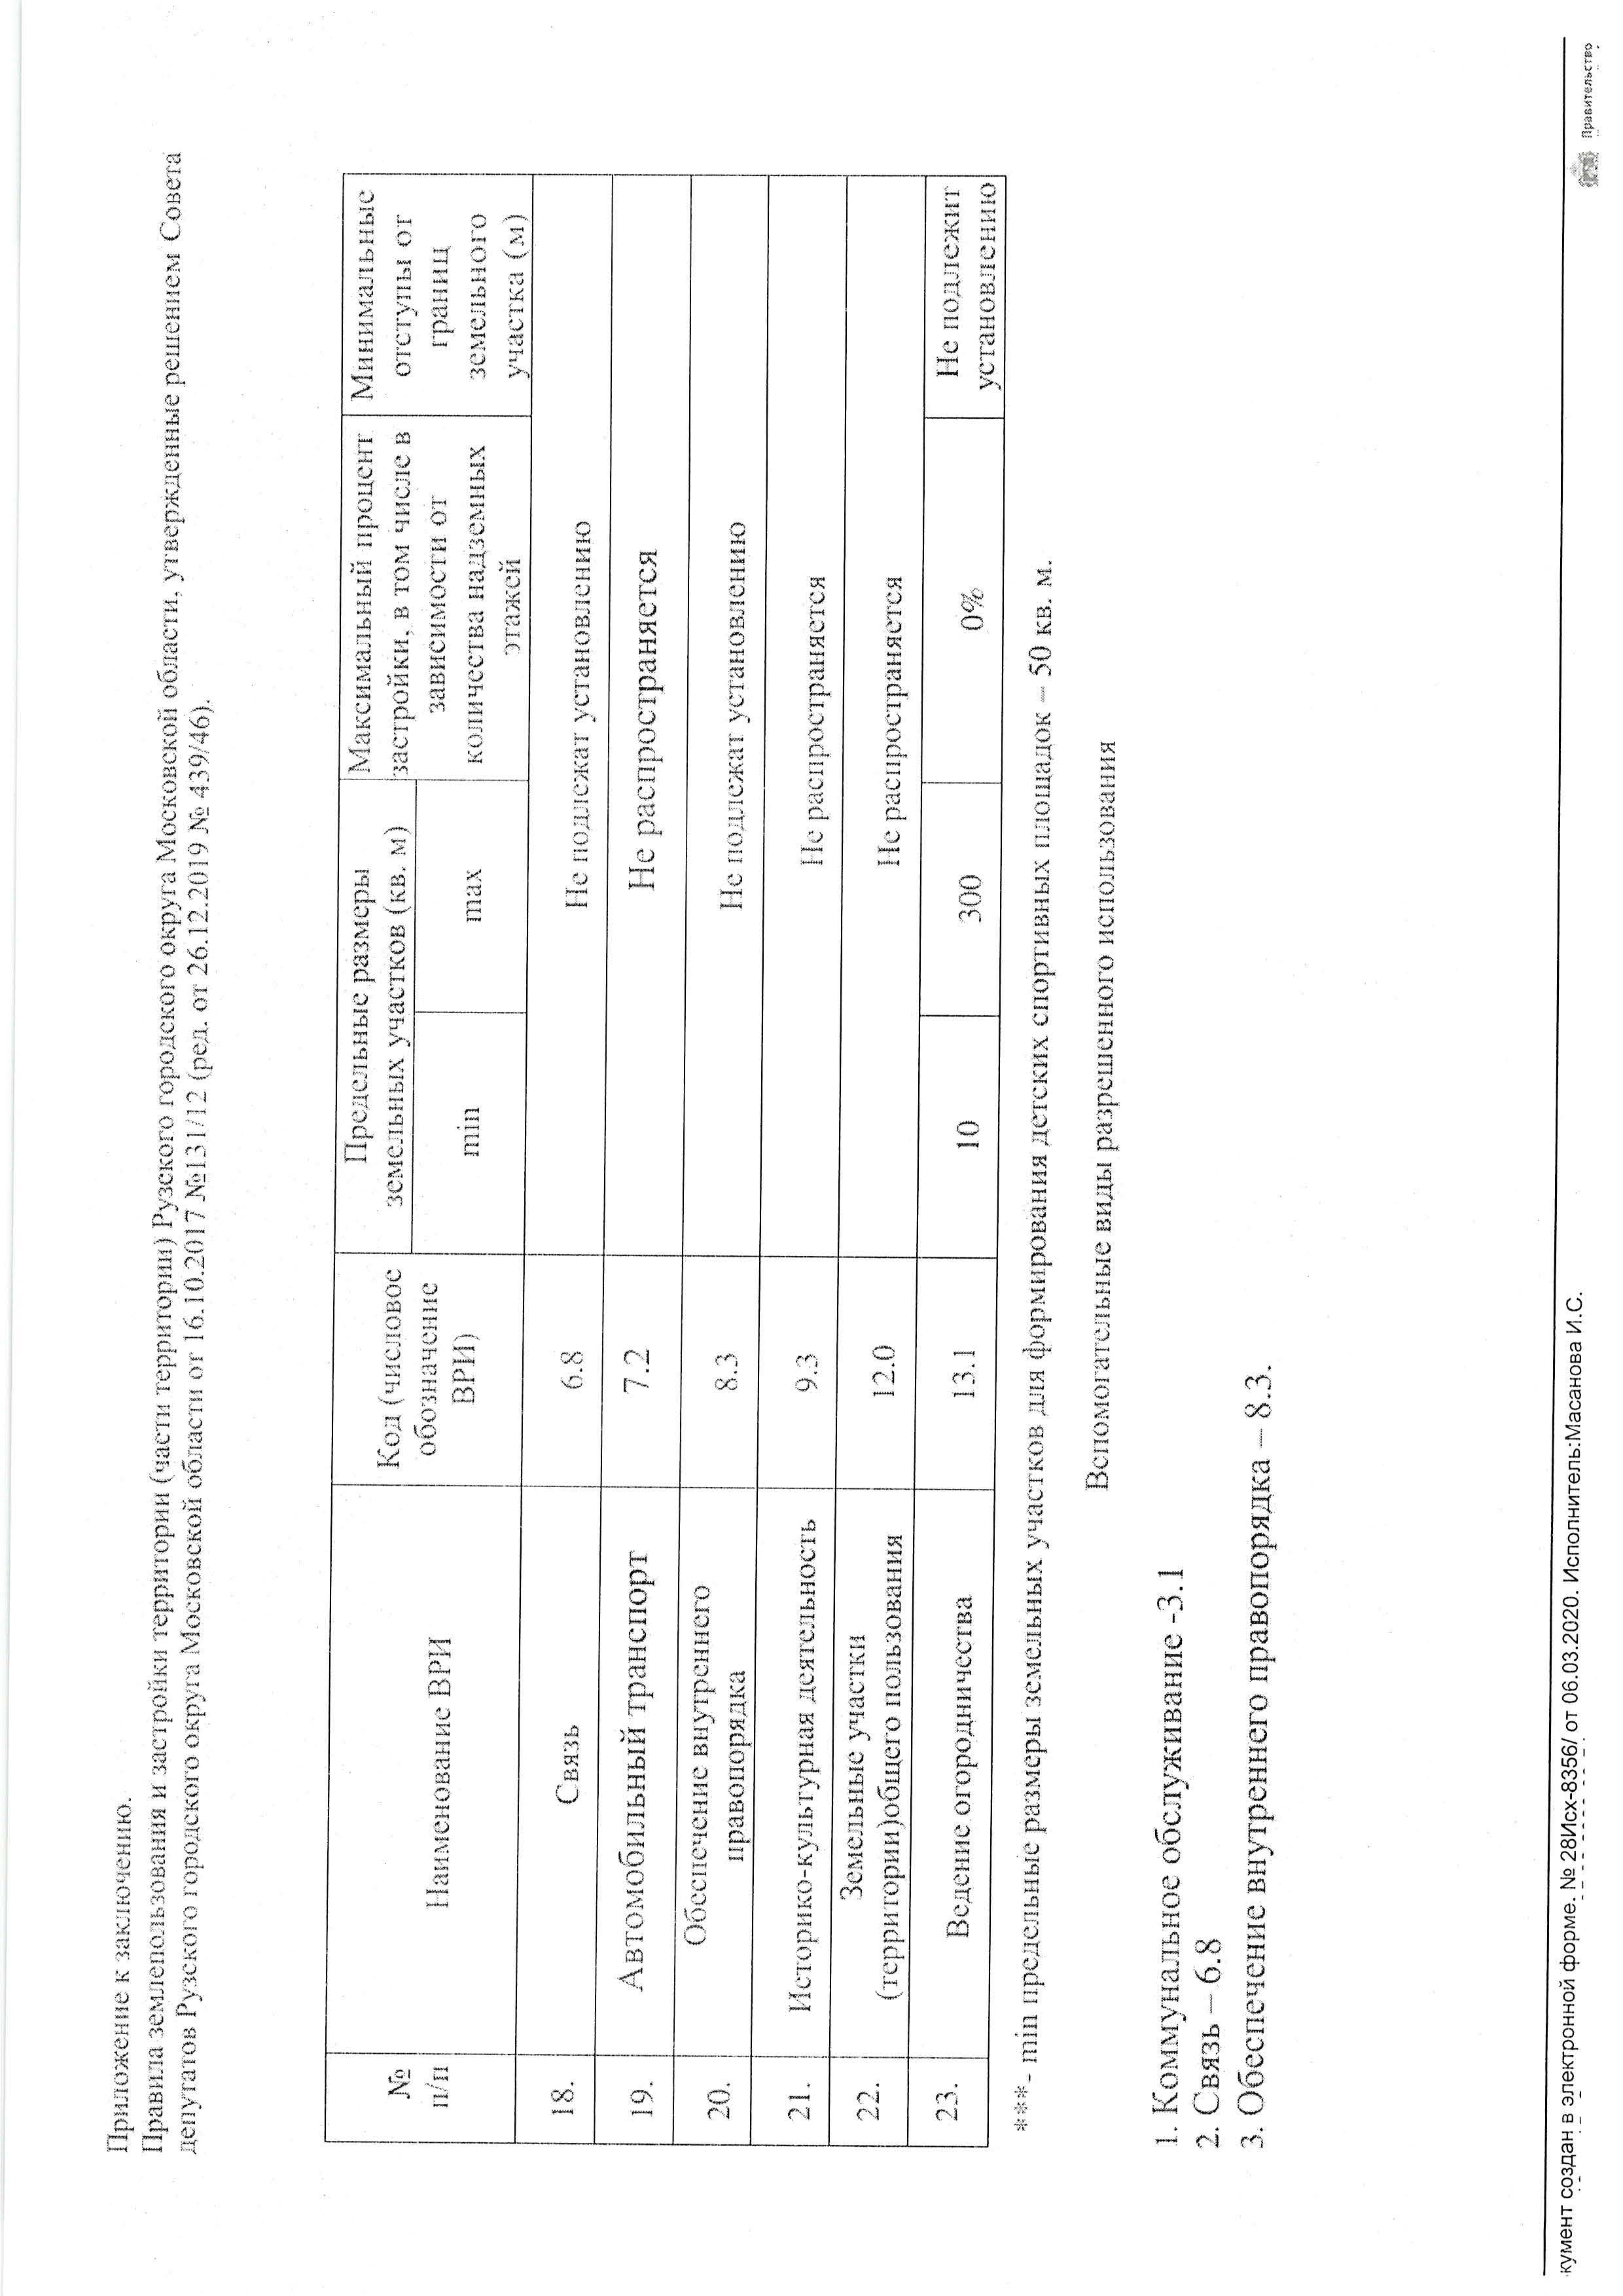 Приложение к заключению.
Правила землепользования и застройки территории (части территории) Рузского городского округа Московской области, утвержденные решением Совета
депутатов Рузского городского округа Московской области от 16.10.2017 №131/12 (ред. от 26.12.2019 № 439/46).
№
п/п
Наименование ВРИ
Код (числовое
обозначение
ВРИ)
Предельные размеры
земельных участков (кв. м)
min
max
Максимальный процент
застройки, в том числе в
зависимости от
количества надземных
этажей
Минимальные
отступы от
границ
земельного
участка (м)
18.
Связь
6.8
Не подлежат установлению
19.
Автомобильный транспорт
7.2
Не распространяется
20.
Обеспечение внутреннего
правопорядка
8.3
Не подлежат установлению
21.
Историко-культурная деятельность
9.3
Не распространяется
22.
Земельные участки
(территории)общего пользования
12.0
Не распространяется
23.
Ведение огородничества
13.1
10
300
0%
Не подлежит
установлению
***- min предельные размеры земельных участков для формирования детских спортивных площадок – 50 кв. м.
Вспомогательные виды разрешенного использования
1. Коммунальное обслуживание -3.1
2. Связь – 6.8
3. Обеспечение внутреннего правопорядка – 8.3.
кумент создан в электронной форме. № 28Исх-8356/ от 06.03.2020. Исполнитель:Масанова И.С.
Правительство